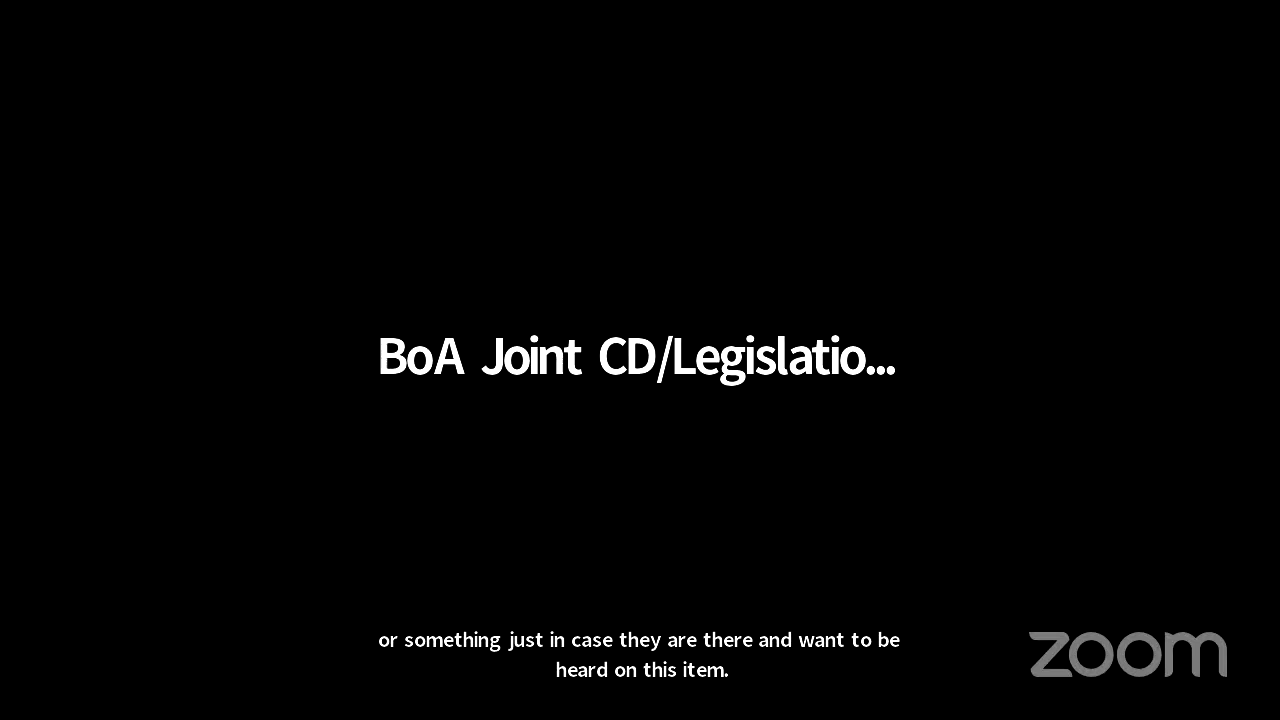 BoA Joint CD/Legislatio...
or something just in case they are there and want to be
heard on this item.
zoom